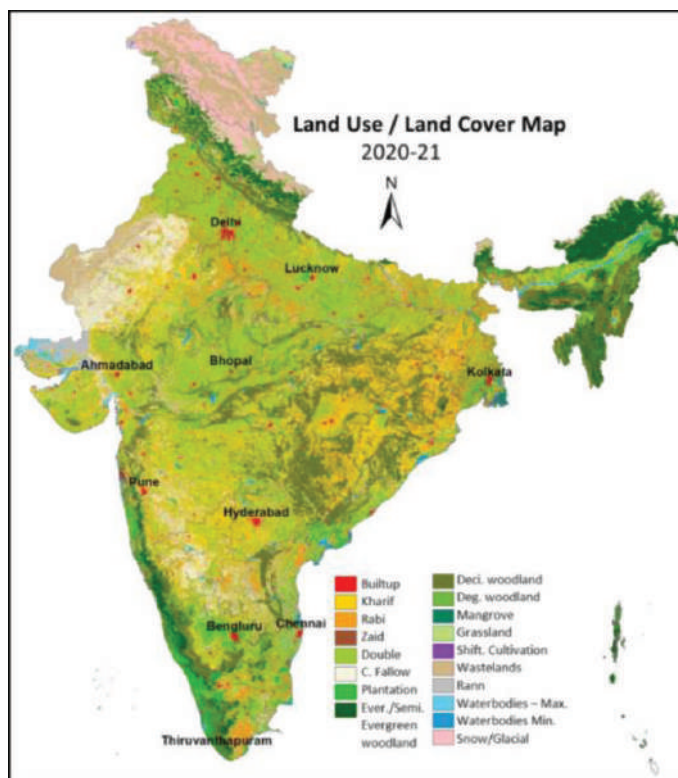 Land Use / Land Cover Map
2020-21
N
Delhi
Lucknow
Ahmadabad
Bhopal
Kolkata
Pune
Hyderabad
Bengluru
Chennai
Thiruvanthapuram
Builtup
Kharif
Rabi
Zaid
Double
C. Fallow
Plantation
Ever./Semi.
Evergreen
woodland
Deci. woodland
Deg. woodland
Mangrove
Grassland
Shift. Cultivation
Wastelands
Rann
Waterbodies – Max.
Waterbodies Min.
Snow/Glacial